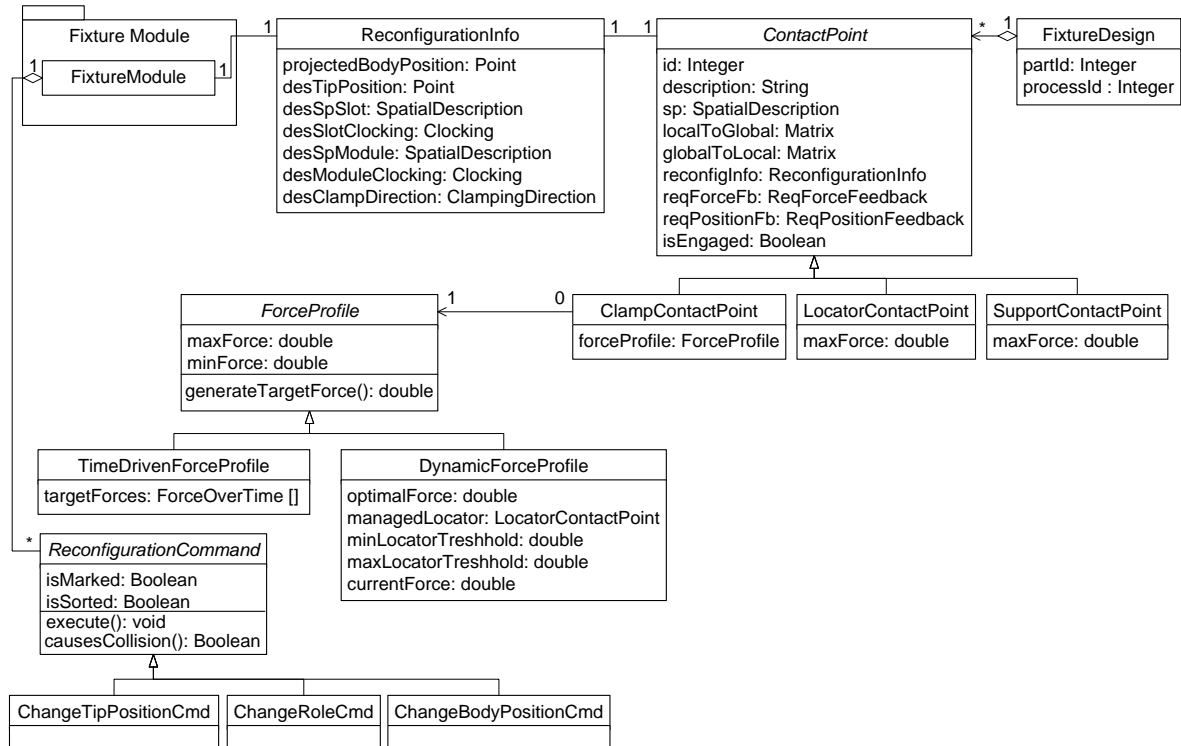 Fixture Module
1
FixtureModule
1
1
ReconfigurationInfo
projectedBodyPosition: Point
desTipPosition: Point
desSpSlot: SpatialDescription
desSlotClocking: Clocking
desSpModule: SpatialDescription
desModuleClocking: Clocking
desClampDirection: ClampingDirection
1
1
ContactPoint
id: Integer
description: String
sp: SpatialDescription
localToGlobal: Matrix
globalToLocal: Matrix
reconfigInfo: ReconfigurationInfo
reqForceFb: ReqForceFeedback
reqPositionFb: ReqPositionFeedback
isEngaged: Boolean
*
1
FixtureDesign
partId: Integer
processId : Integer
ForceProfile
maxForce: double
minForce: double
generateTargetForce(): double
1
0
ClampContactPoint
forceProfile: ForceProfile
LocatorContactPoint
maxForce: double
SupportContactPoint
maxForce: double
TimeDrivenForceProfile
targetForces: ForceOverTime []
DynamicForceProfile
optimalForce: double
managedLocator: LocatorContactPoint
minLocatorTreshhold: double
maxLocatorTreshhold: double
currentForce: double
*
ReconfigurationCommand
isMarked: Boolean
isSorted: Boolean
execute(): void
causesCollision(): Boolean
ChangeTipPositionCmd
ChangeRoleCmd
ChangeBodyPositionCmd